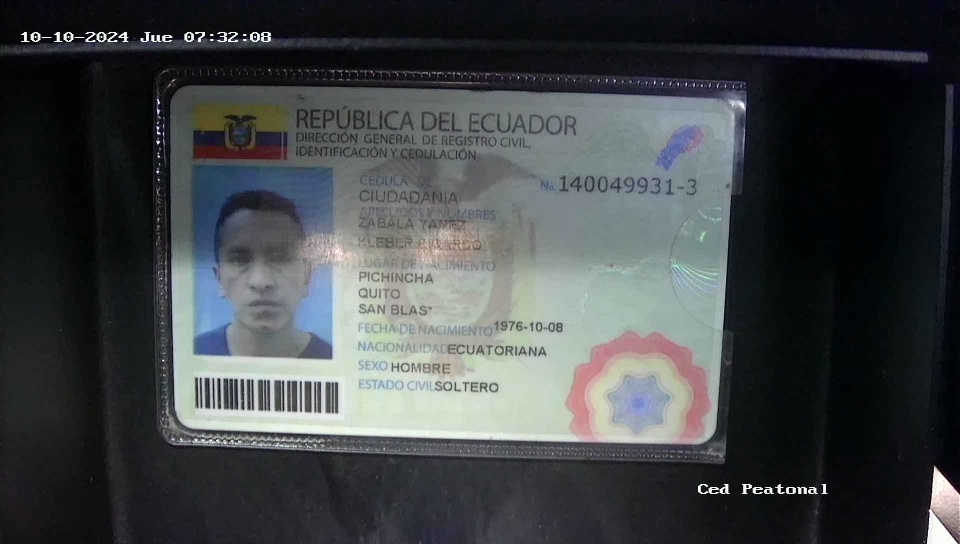 10-10-2024 Jue 07:32:08
REPÚBLICA DEL ECUADOR
DIRECCIÓN GENERAL DE REGISTRO CIVIL,
IDENTIFICACIÓN Y CEDULACIÓN
CÉDULA DE
No. 140049931-3
CIUDADANÍA
APELLIDOS Y NOMBRES
ZABALA YANEZ
KLEBER RICARDO
LUGAR DE NACIMIENTO
PICHINCHA
QUITO
SAN BLAS*
FECHA DE NACIMIENTO 1976-10-08
NACIONALIDAD ECUATORIANA
SEXO HOMBRE
ESTADO CIVIL SOLTERO
Ced Peatonal